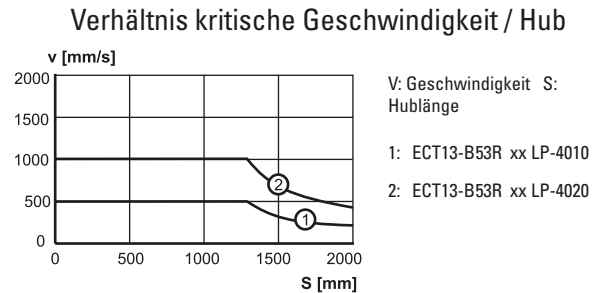 Verhältnis kritische Geschwindigkeit / Hub
v [mm/s]
2000
1500
1000
500
0
0 500 1000 1500 2000
S [mm]
2
1
V: Geschwindigkeit S:
Hublänge
1: ECT13-B53R xx LP-4010
2: ECT13-B53R xx LP-4020